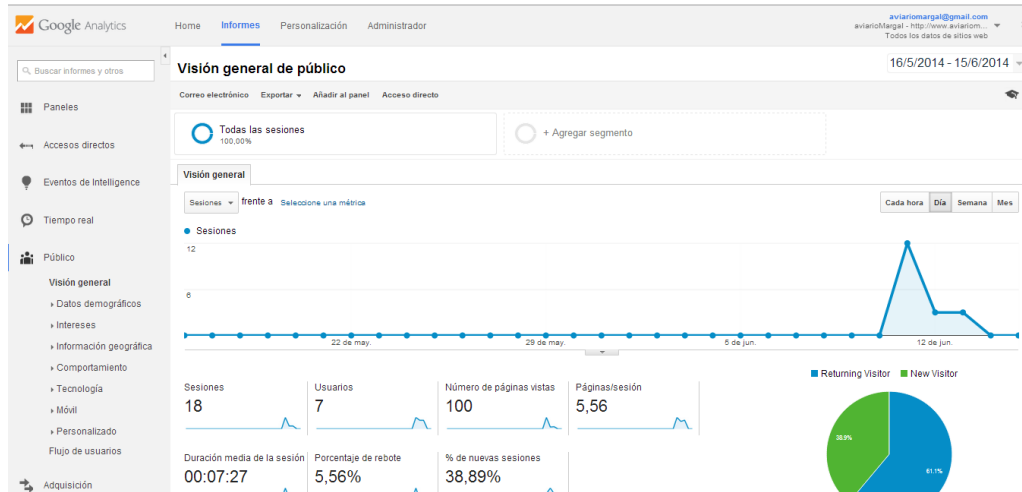 Google Analytics
Home Informes Personalización Administrador
aviariomargal@gmail.com
aviarioMargal - http://www.aviariom...
Todos los datos de sitios web
Buscar informes y otros
Visión general de público
16/5/2014 - 15/6/2014
Correo electrónico Exportar Añadir al panel Acceso directo
Paneles
Accesos directos
Eventos de Intelligence
Tiempo real
Público
Visión general
Datos demográficos
Intereses
Información geográfica
Comportamiento
Tecnología
Móvil
Personalizado
Flujo de usuarios
Adquisición
Todas las sesiones
100,00%
+ Agregar segmento
Visión general
Sesiones frente a Seleccione una métrica
Cada hora Día Semana Mes
Sesiones
12
6
22 de may. 29 de may. 5 de jun. 12 de jun.
Returning Visitor New Visitor
Sesiones
18
Usuarios
7
Número de páginas vistas
100
Páginas/sesión
5,56
38.9%
61.1%
Duración media de la sesión
00:07:27
Porcentaje de rebote
5,56%
% de nuevas sesiones
38,89%